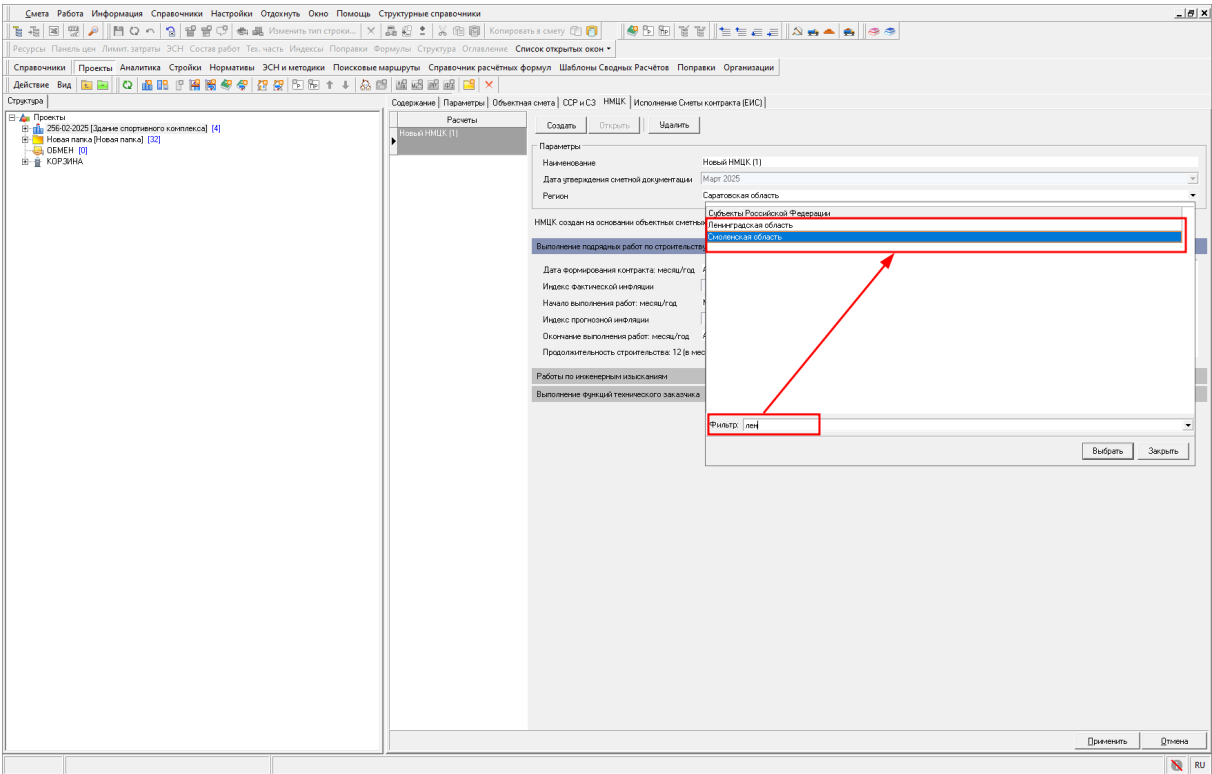 Смета Работа Информация Справочники Настройки Отдохнуть Окно Помощь Структурные справочники
Изменить тип строки... Копировать в смету
Ресурсы Панель цен Лимит. затраты ЭСН Состав работ Тех. часть Индексы Поправки Формулы Структура Оглавление Список открытых окон
Справочники Проекты Аналитика Стройки Нормативы ЭСН и методики Поисковые маршруты Справочник расчётных формул Шаблоны Сводных Расчётов Поправки Организации
Действие Вид
Структура
Проекты
256-02-2025 [Здание спортивного комплекса] [4]
Новая папка [Новая папка] [32]
ОБМЕН [0]
КОРЗИНА
Содержание Параметры Объектная смета ССР и СЗ НМЦК Исполнение Сметы контракта (ЕИС)
Расчеты
Новый НМЦК (1)
Создать Открыть Удалить
Параметры
Наименование Новый НМЦК (1)
Дата утверждения сметной документации Март 2025
Регион Саратовская область
Субъекты Российской Федерации
Ленинградская область
Смоленская область
Фильтр: лен
Выбрать Закрыть
НМЦК создан на основании объектных сметны
Выполнение подрядных работ по строительству
Дата формирования контракта: месяц/год
Индекс фактической инфляции
Начало выполнения работ: месяц/год
Индекс прогнозной инфляции
Окончание выполнения работ: месяц/год
Продолжительность строительства: 12 (в мес
Работы по инженерным изысканиям
Выполнение функций технического заказчика
Применить Отмена
RU